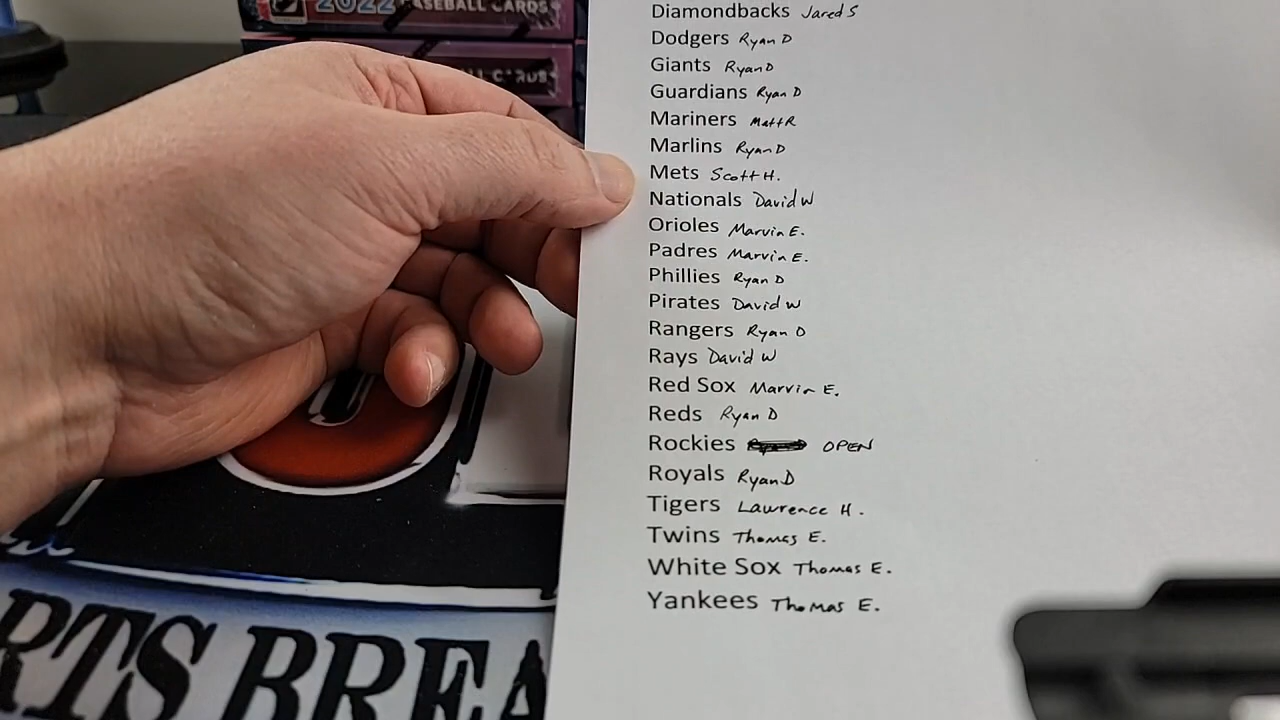 2022 BASEBALL CARDS
Diamondbacks Jared S
Dodgers Ryan D
Giants Ryan D
Guardians Ryan D
Mariners Matt R
Marlins Ryan D
Mets Scott H.
Nationals David W
Orioles Marvin E.
Padres Marvin E.
Phillies Ryan D
Pirates David W
Rangers Ryan D
Rays David W
Red Sox Marvin E.
Reds Ryan D
Rockies OPEN
Royals Ryan D
Tigers Lawrence H.
Twins Thomas E.
White Sox Thomas E.
Yankees Thomas E.
RTS BREA